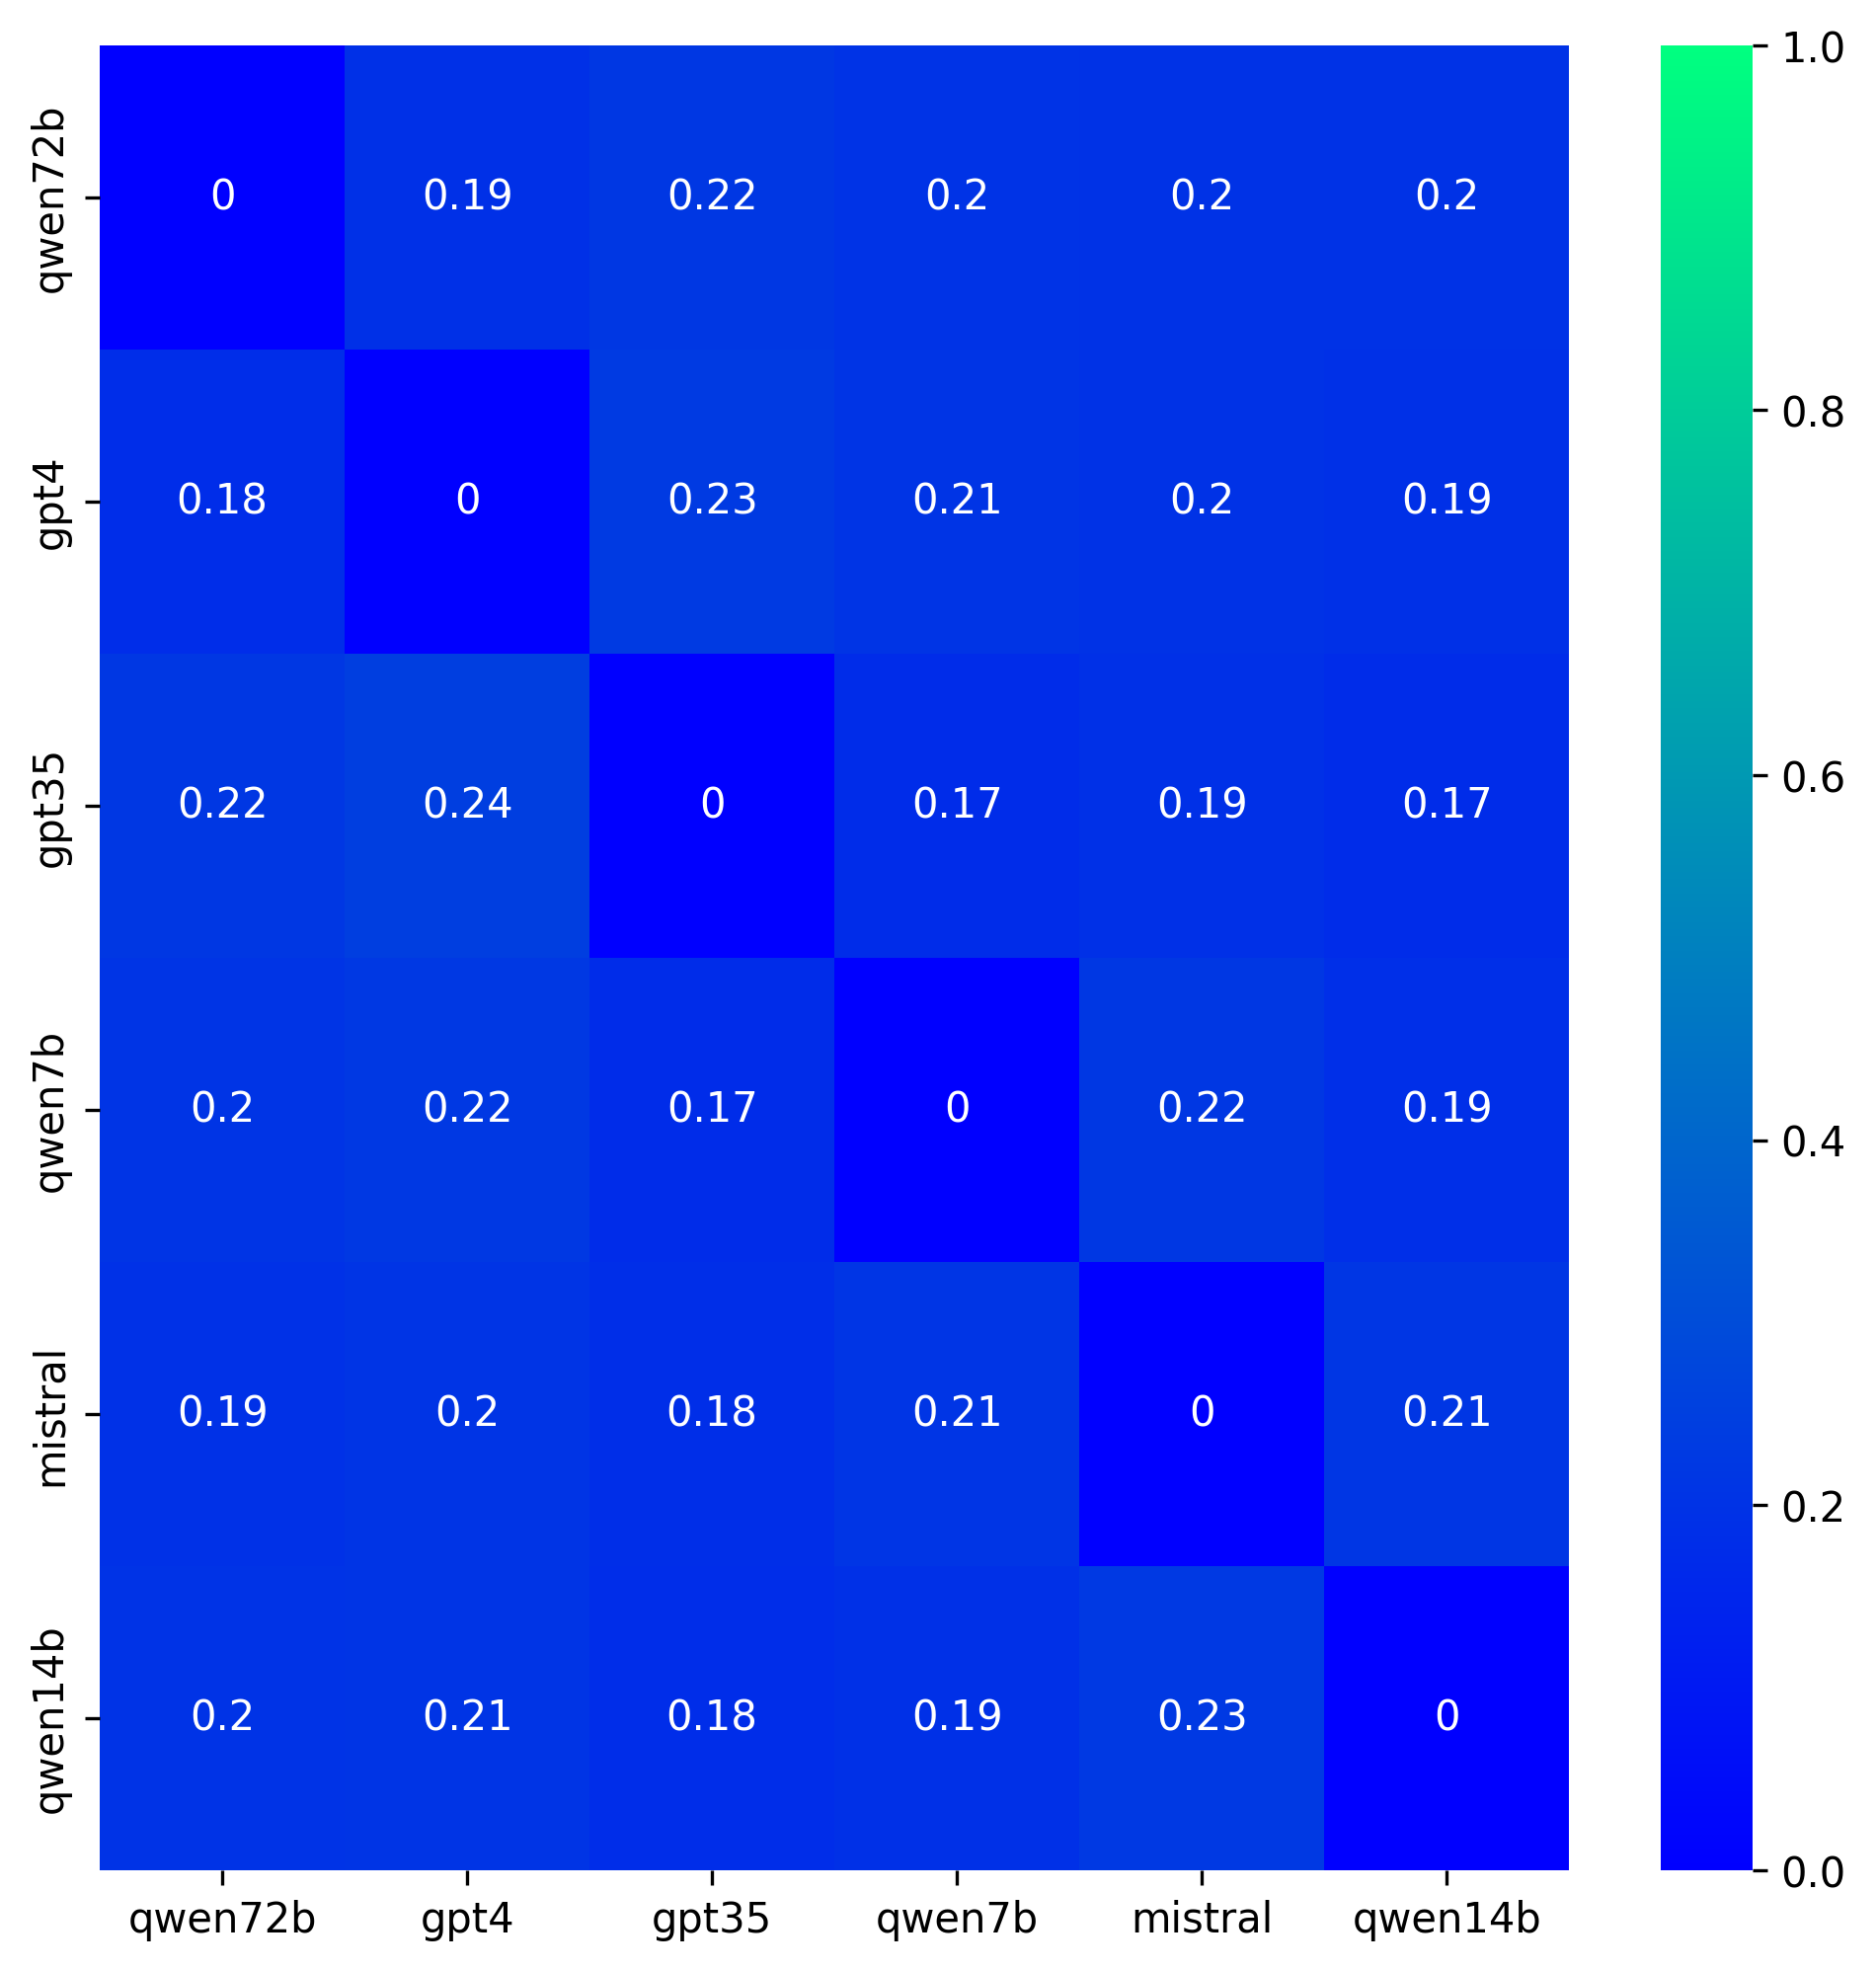 qwen72b 0 0.19 0.22 0.2 0.2 0.2
gpt4 0.18 0 0.23 0.21 0.2 0.19
gpt35 0.22 0.24 0 0.17 0.19 0.17
qwen7b 0.2 0.22 0.17 0 0.22 0.19
mistral 0.19 0.2 0.18 0.21 0 0.21
qwen14b 0.2 0.21 0.18 0.19 0.23 0
qwen72b gpt4 gpt35 qwen7b mistral qwen14b
1.0
0.8
0.6
0.4
0.2
0.0